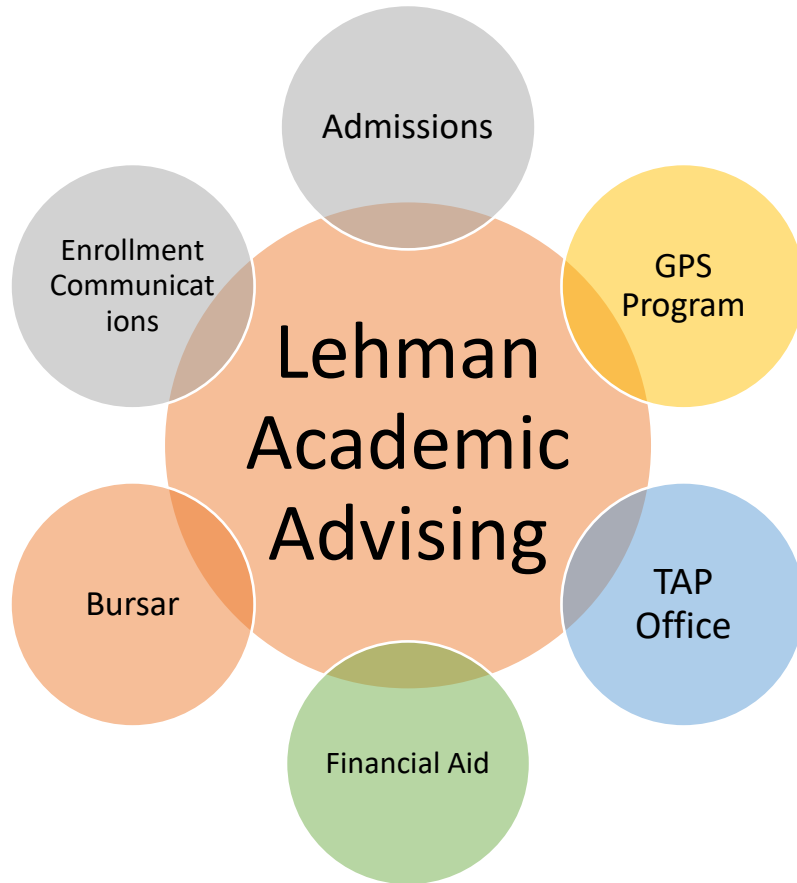 Admissions
GPS
Program
TAP
Office
Financial Aid
Bursar
Enrollment
Communicat
ions
Lehman
Academic
Advising